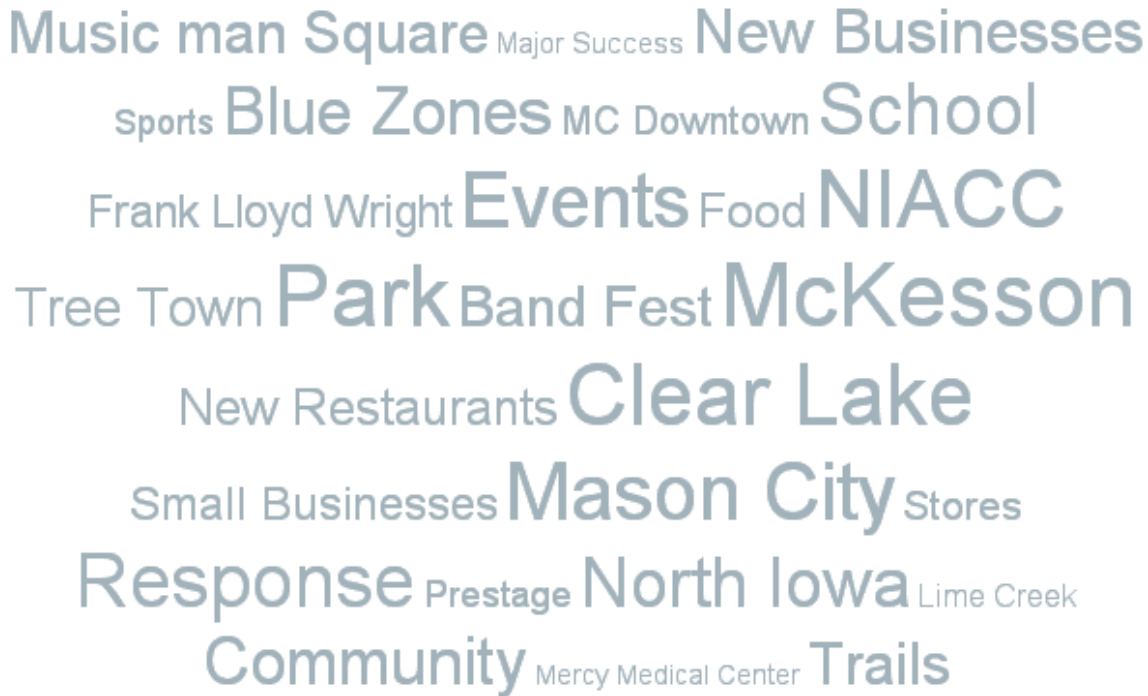 Music man Square Major Success New Businesses
Sports Blue Zones MC Downtown School
Frank Lloyd Wright Events Food NIACC
Tree Town Park Band Fest McKesson
New Restaurants Clear Lake
Small Businesses Mason City Stores
Response Prestage North Iowa Lime Creek
Community Mercy Medical Center Trails